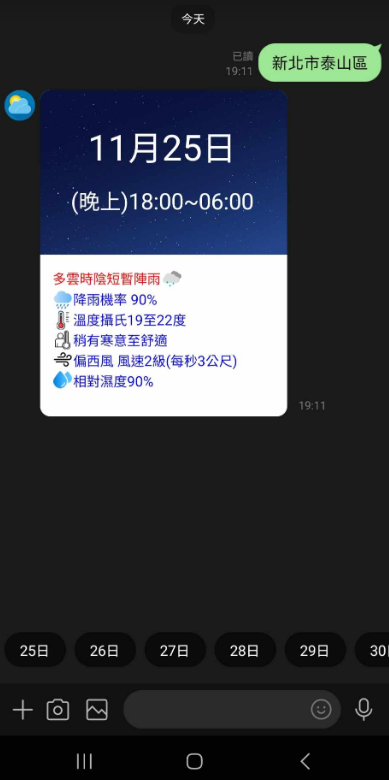 今天
已讀
19:11
新北市泰山區
11月25日
(晚上)18:00~06:00
多雲時陰短暫陣雨
降雨機率 90%
溫度攝氏19至22度
稍有寒意至舒適
偏西風 風速2級(每秒3公尺)
相對濕度90%
19:11
25日
26日
27日
28日
29日
30